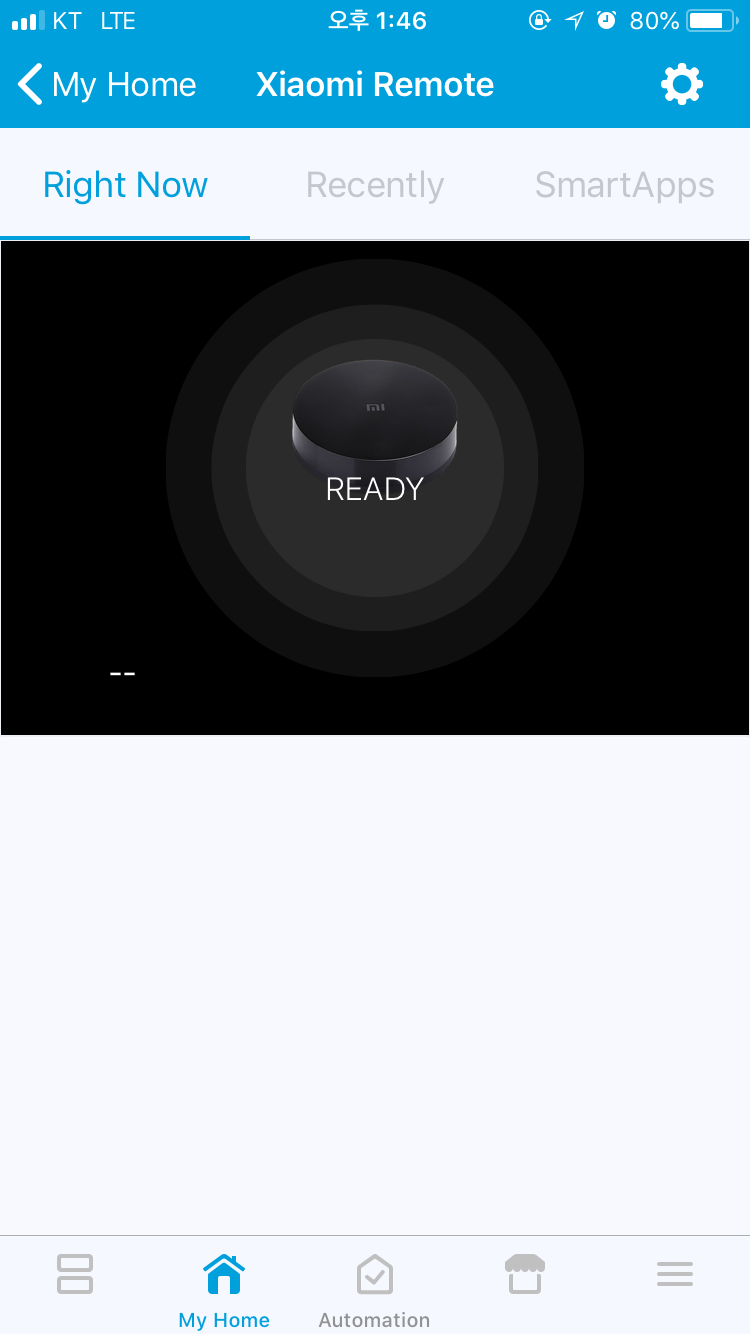 KT LTE 오후 1:46 80%
My Home Xiaomi Remote
Right Now Recently SmartApps
MI
READY
--
My Home Automation